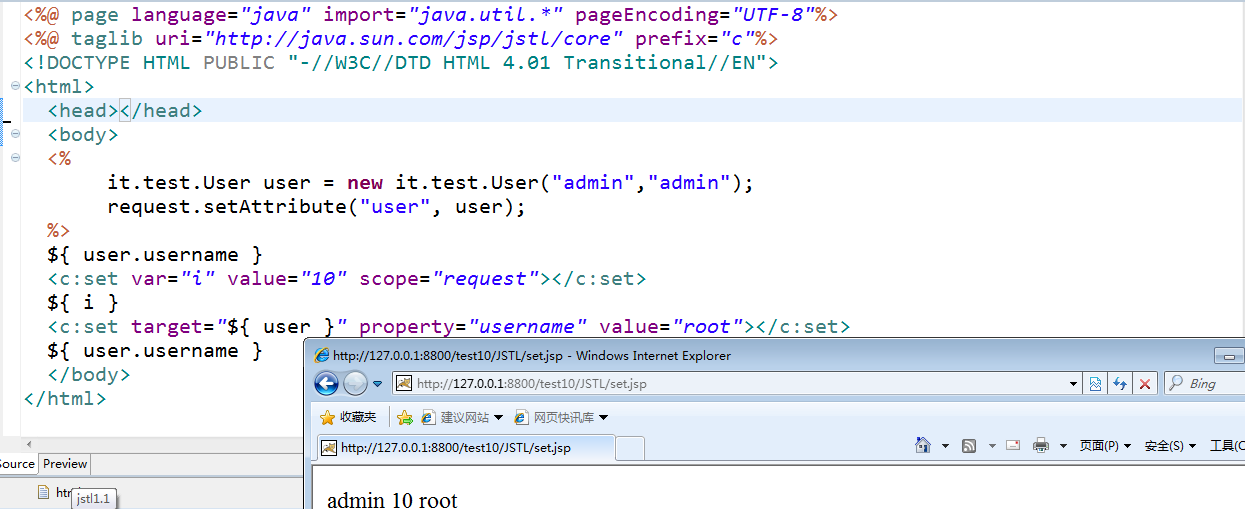 <%@ page language="java" import="java.util.*" pageEncoding="UTF-8"%>
<%@ taglib uri="http://java.sun.com/jsp/jstl/core" prefix="c"%>
<!DOCTYPE HTML PUBLIC "-//W3C//DTD HTML 4.01 Transitional//EN">
<html>
<head></head>
<body>
<%
it.test.User user = new it.test.User("admin","admin");
request.setAttribute("user", user);
%>
${ user.username }
<c:set var="i" value="10" scope="request"></c:set>
${ i }
<c:set target="${ user }" property="username" value="root"></c:set>
${ user.username }
</body>
</html>
http://127.0.0.1:8800/test10/JSTL/set.jsp - Windows Internet Explorer
http://127.0.0.1:8800/test10/JSTL/set.jsp
Bing
收藏夹 建议网站 网页快讯库
http://127.0.0.1:8800/test10/JSTL/set.jsp
页面(P) 安全(S) 工具(
ource Preview
jstl1.1
admin 10 root